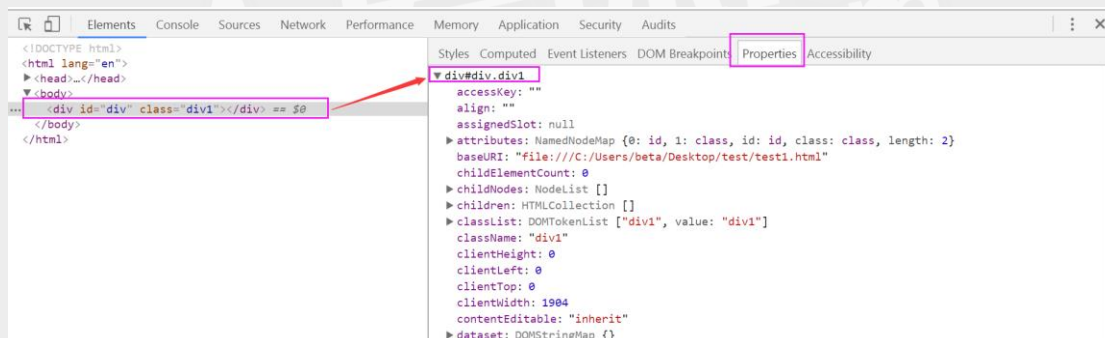 Elements Console Sources Network Performance Memory Application Security Audits
<!DOCTYPE html>
<html lang="en">
▶<head>…</head>
▼<body>
… <div id="div" class="div1"></div> == $0
</body>
</html>
Styles Computed Event Listeners DOM Breakpoints Properties Accessibility
▼div#div.div1
accessKey: ""
align: ""
assignedSlot: null
▶attributes: NamedNodeMap {0: id, 1: class, id: id, class: class, length: 2}
baseURI: "file:///C:/Users/beta/Desktop/test/test1.html"
childElementCount: 0
▶childNodes: NodeList []
▶children: HTMLCollection []
▶classList: DOMTokenList ["div1", value: "div1"]
className: "div1"
clientHeight: 0
clientLeft: 0
clientTop: 0
clientWidth: 1904
contentEditable: "inherit"
▶dataset: DOMStringMap {}